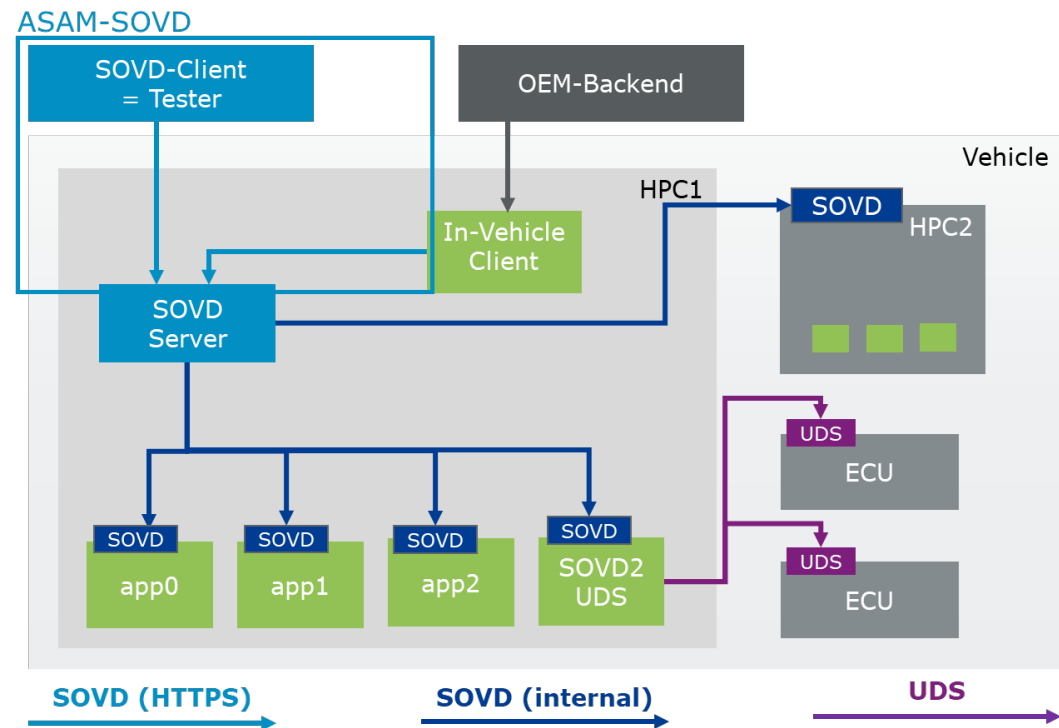 ASAM-SOVD
SOVD-Client
= Tester
OEM-Backend
Vehicle
HPC1
SOVD
HPC2
In-Vehicle
Client
SOVD
Server
UDS
ECU
SOVD
SOVD
SOVD
SOVD
app0
app1
app2
SOVD2
UDS
UDS
ECU
SOVD (HTTPS)
SOVD (internal)
UDS